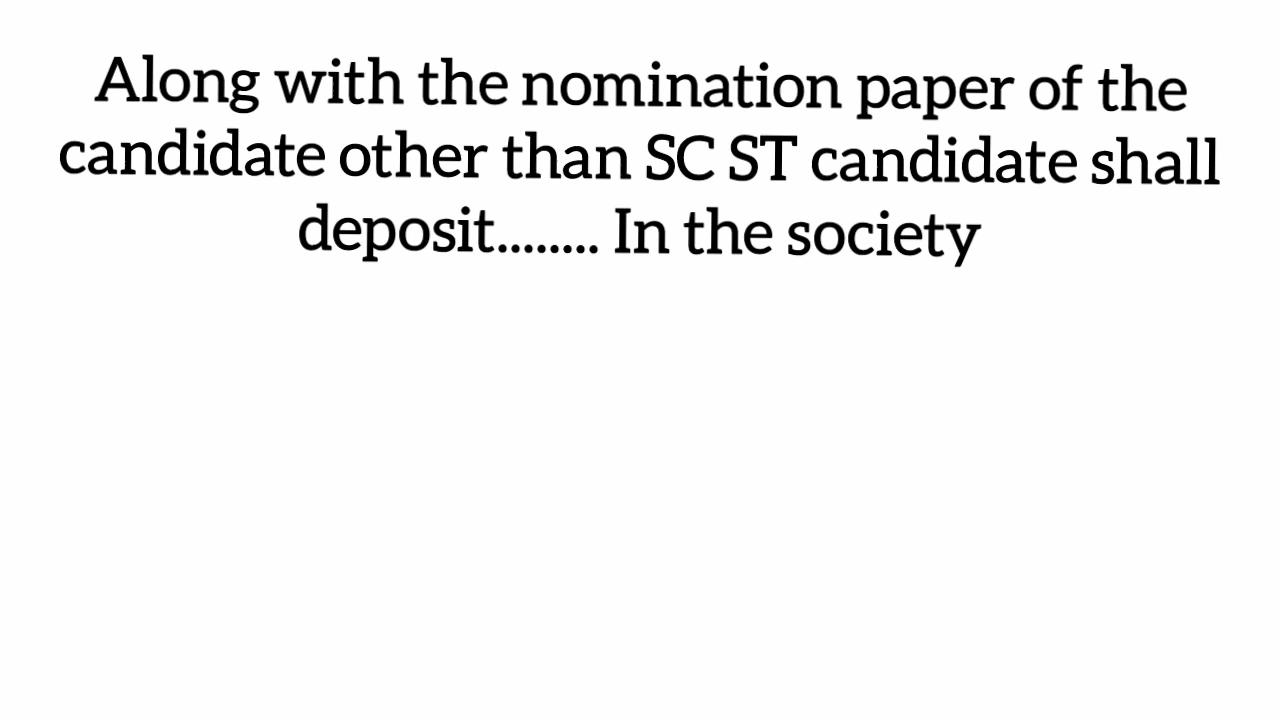 Along with the nomination paper of the
candidate other than SC ST candidate shall
deposit........ In the society